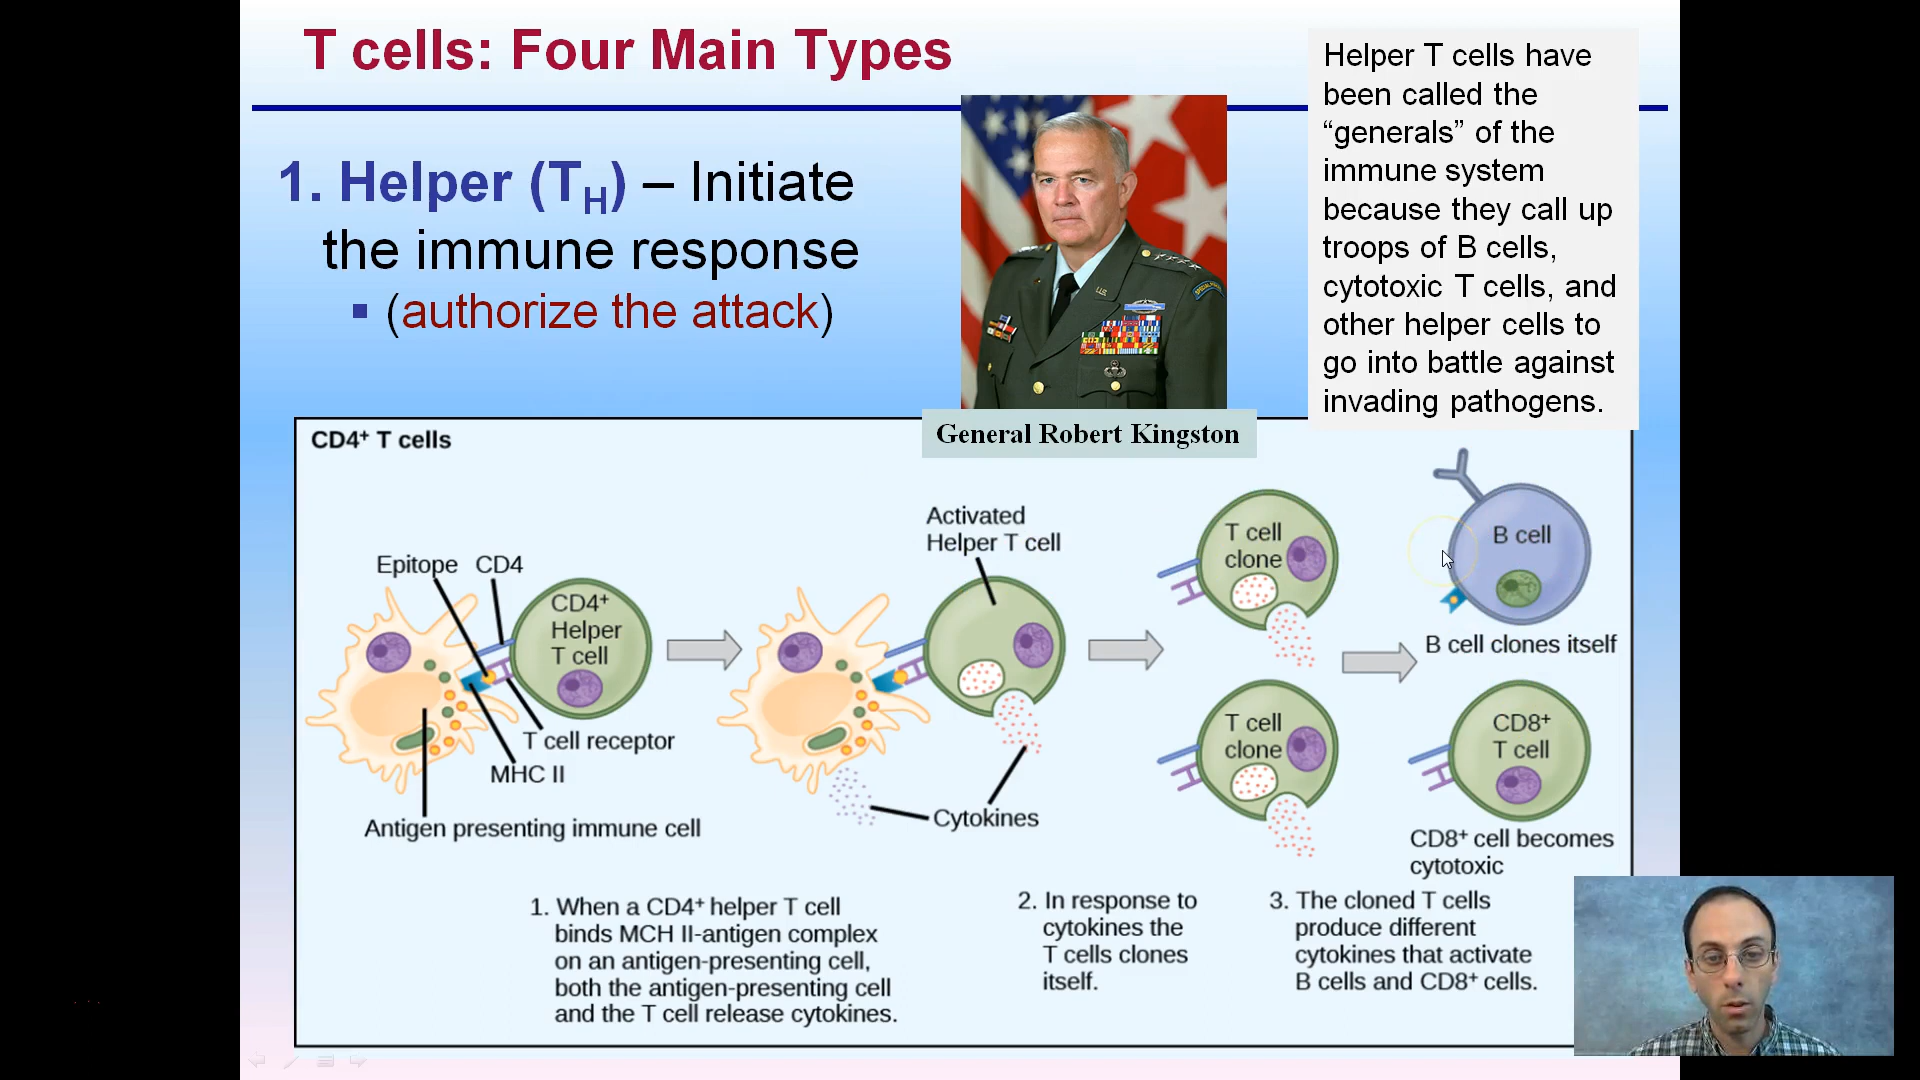 T cells: Four Main Types
1. Helper (TH) – Initiate
the immune response
(authorize the attack)
General Robert Kingston
Helper T cells have
been called the
“generals” of the
immune system
because they call up
troops of B cells,
cytotoxic T cells, and
other helper cells to
go into battle against
invading pathogens.
CD4⁺ T cells
Epitope
CD4
CD4⁺
Helper
T cell
T cell receptor
MHC II
Antigen presenting immune cell
Activated
Helper T cell
Cytokines
T cell
clone
T cell
clone
B cell
B cell clones itself
CD8⁺
T cell
CD8⁺ cell becomes
cytotoxic
1. When a CD4⁺ helper T cell
binds MCH II-antigen complex
on an antigen-presenting cell,
both the antigen-presenting cell
and the T cell release cytokines.
2. In response to
cytokines the
T cells clones
itself.
3. The cloned T cells
produce different
cytokines that activate
B cells and CD8⁺ cells.